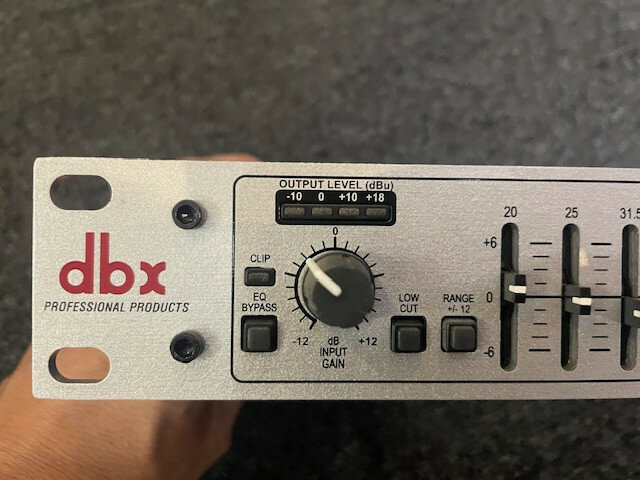 dbx
PROFESSIONAL PRODUCTS
OUTPUT LEVEL (dBu)
-10 0 +10 +18
0
CLIP
EQ
BYPASS
-12 dB +12
INPUT
GAIN
LOW
CUT
RANGE
+/- 12
20 25 31.5
+6
0
-6